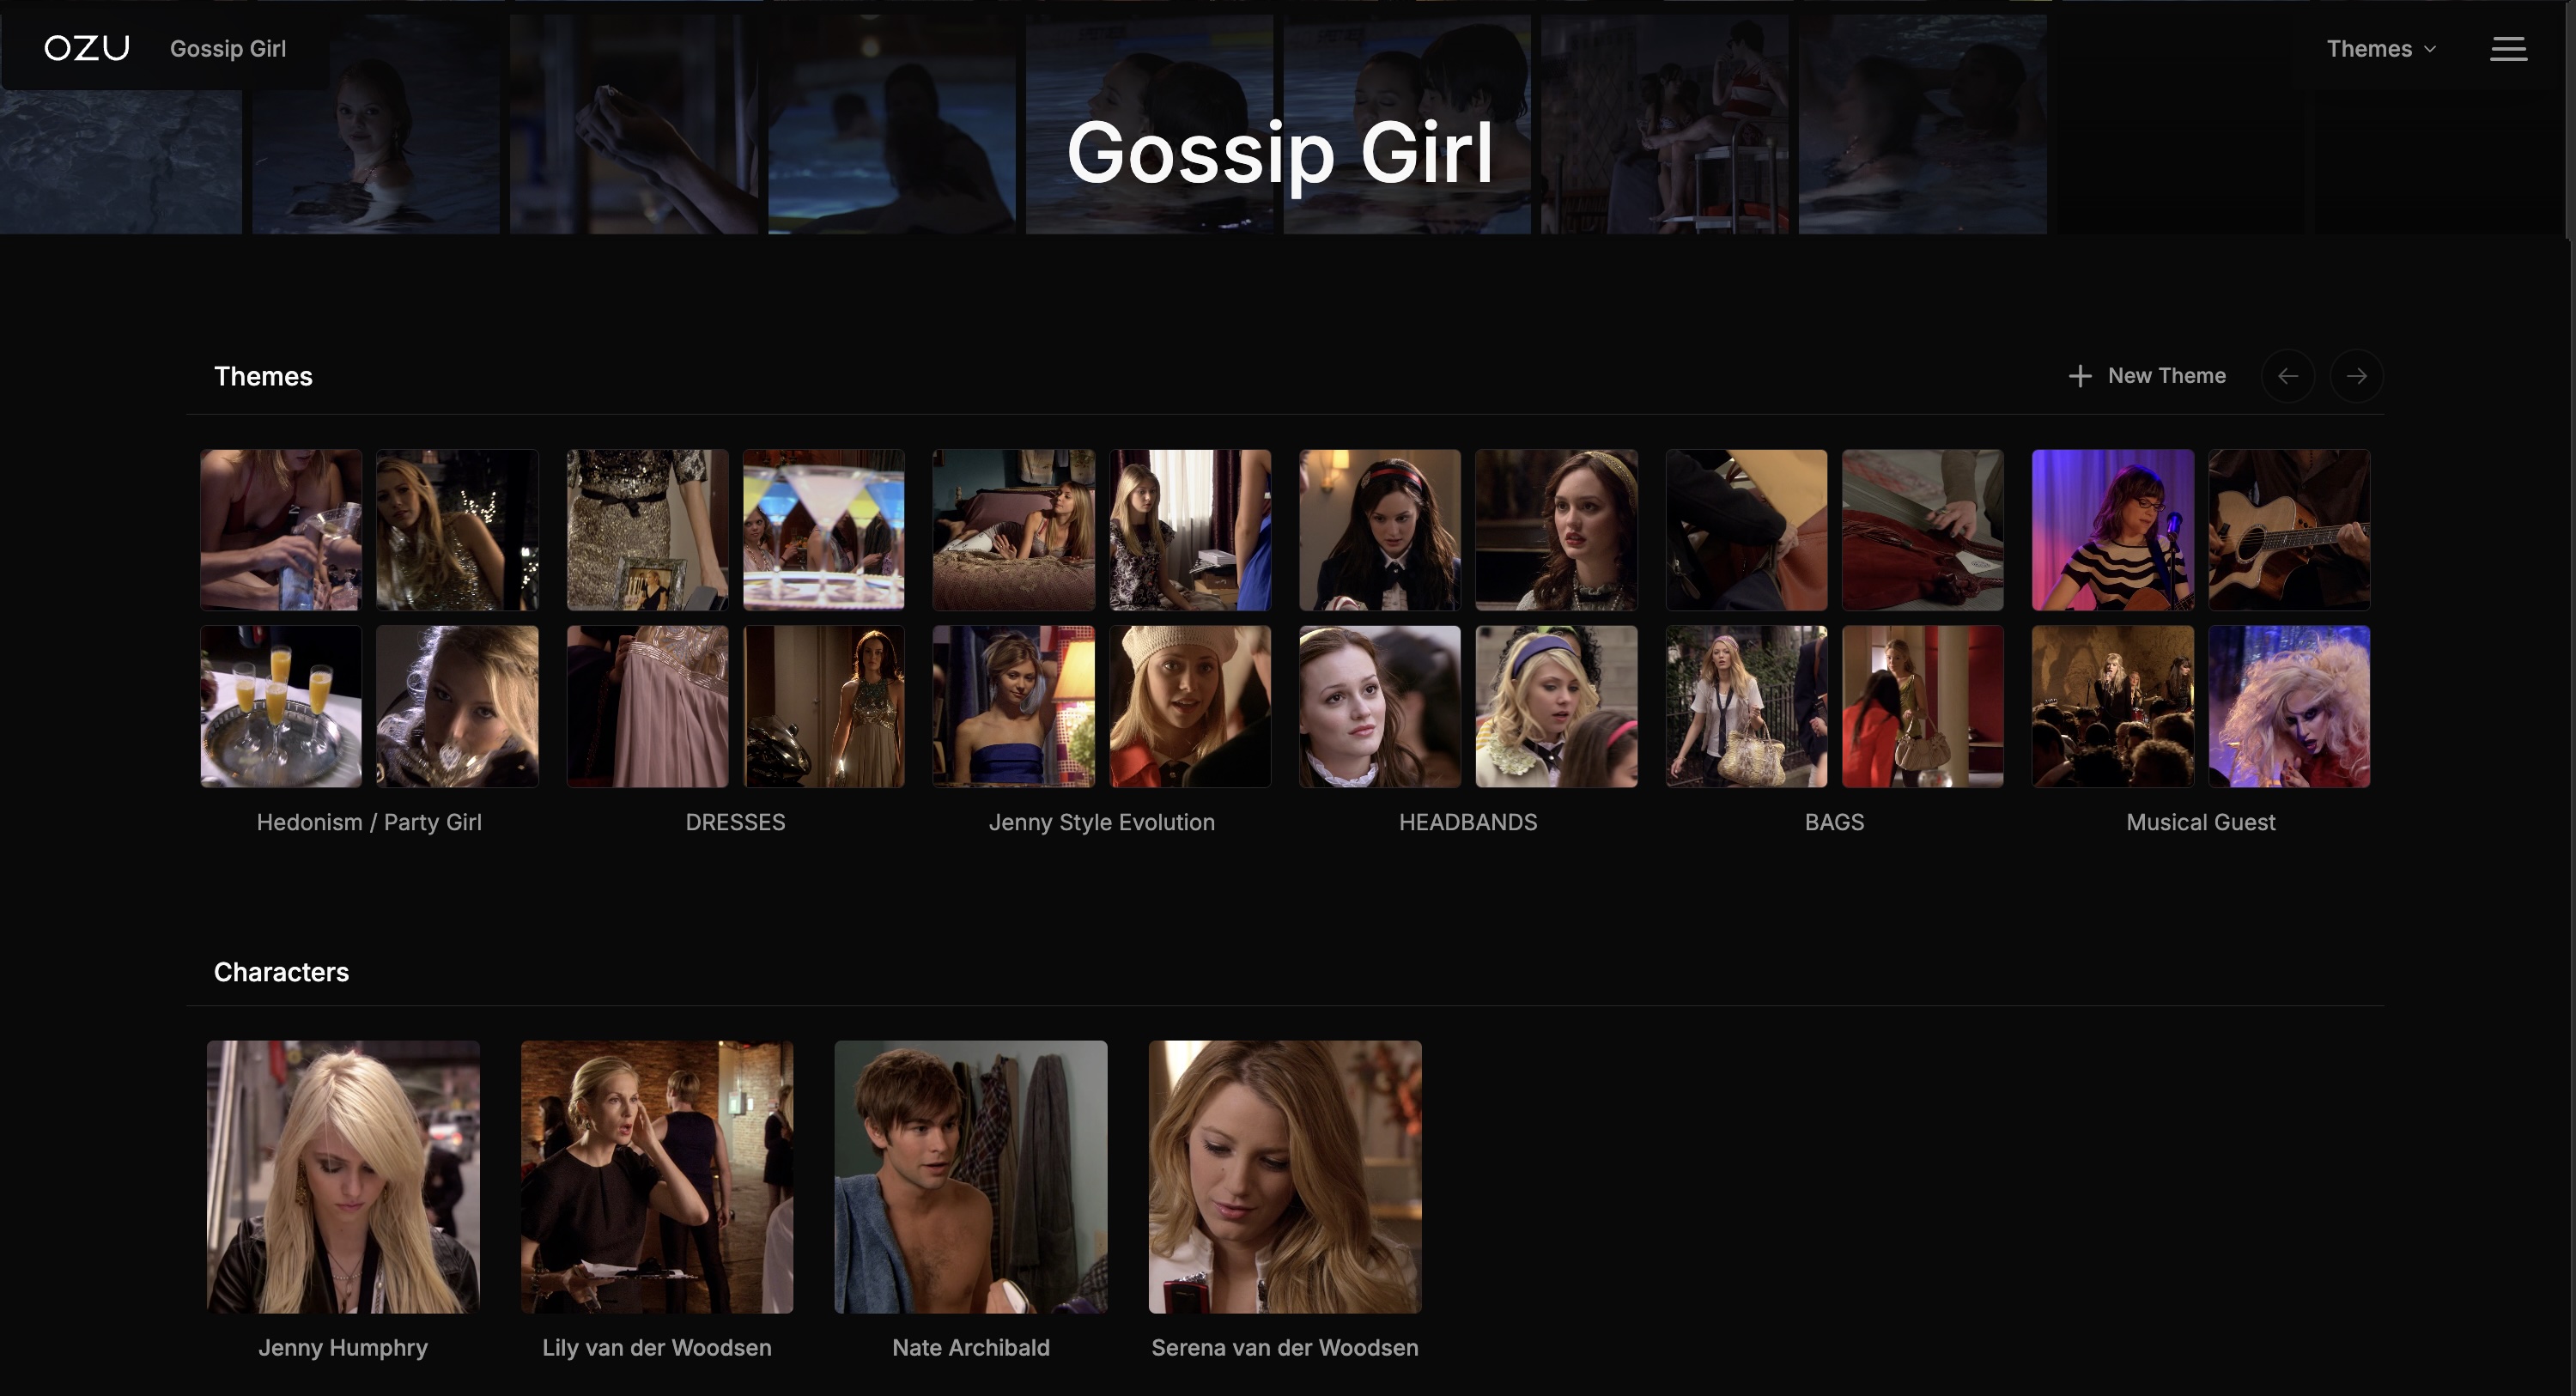 OZU
Gossip Girl
Themes
Gossip Girl
Themes
New Theme
Hedonism / Party Girl
DRESSES
Jenny Style Evolution
HEADBANDS
BAGS
Musical Guest
Characters
Jenny Humphry
Lily van der Woodsen
Nate Archibald
Serena van der Woodsen